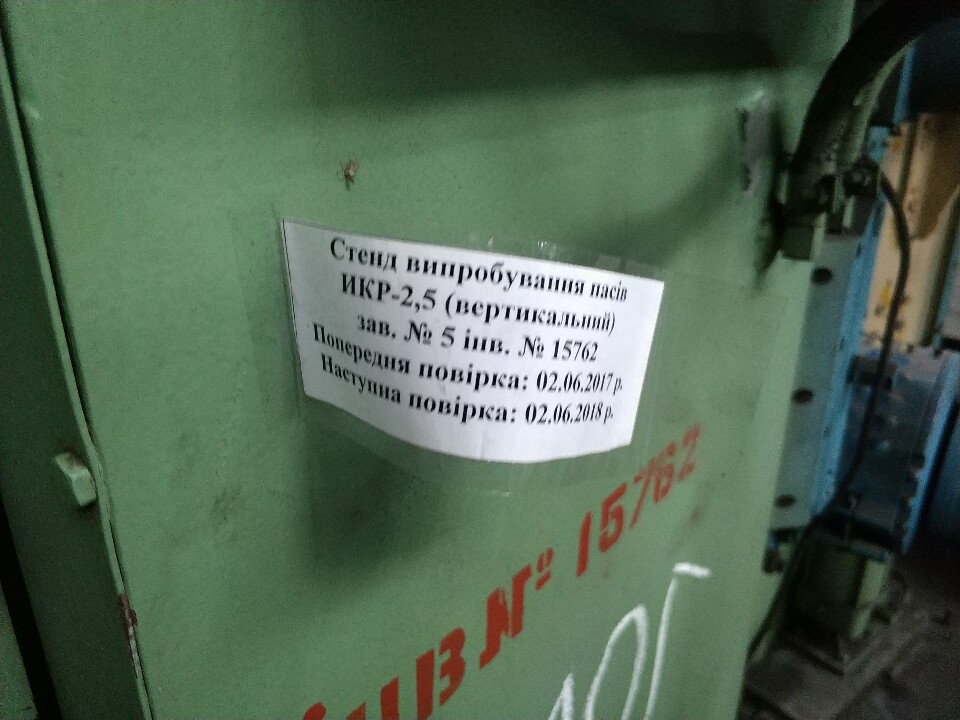 Стенд випробування пасів
ИКР-2,5 (вертикальний)
зав. № 5 інв. № 15762
Попередня повірка: 02.06.2017 р.
Наступна повірка: 02.06.2018 р.
ИНВ № 15762